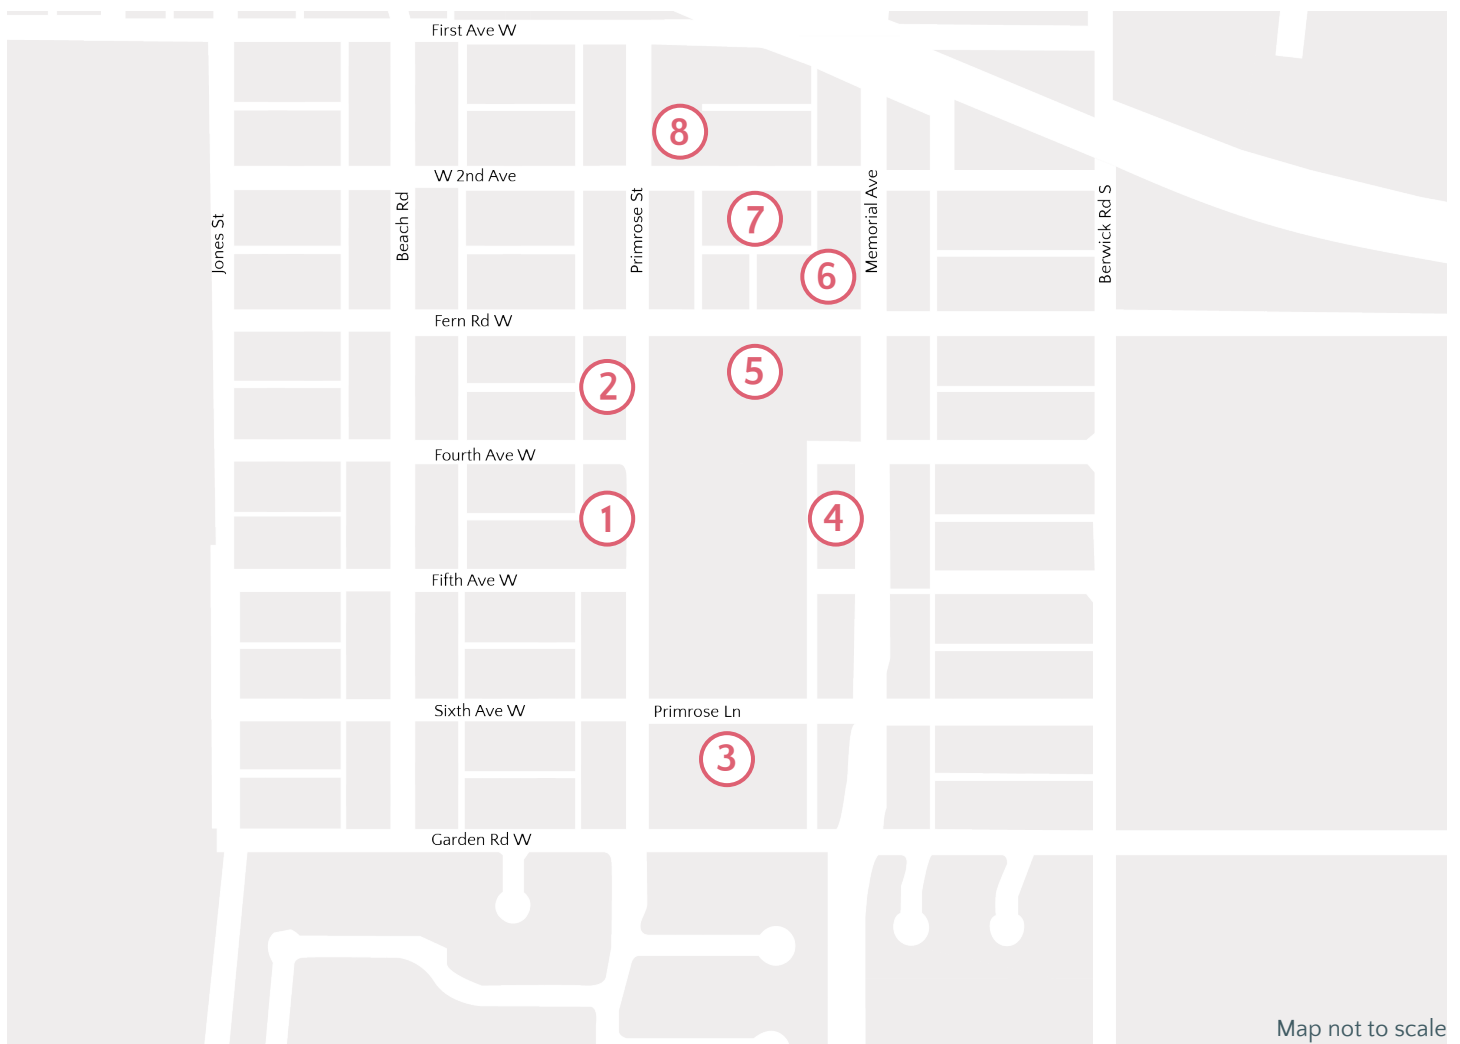 First Ave W
8
W 2nd Ave
Jones St
Beach Rd
Primrose St
7
Memorial Ave
Berwick Rd S
6
Fern Rd W
2
5
Fourth Ave W
1
4
Fifth Ave W
Sixth Ave W
Primrose Ln
3
Garden Rd W
Map not to scale